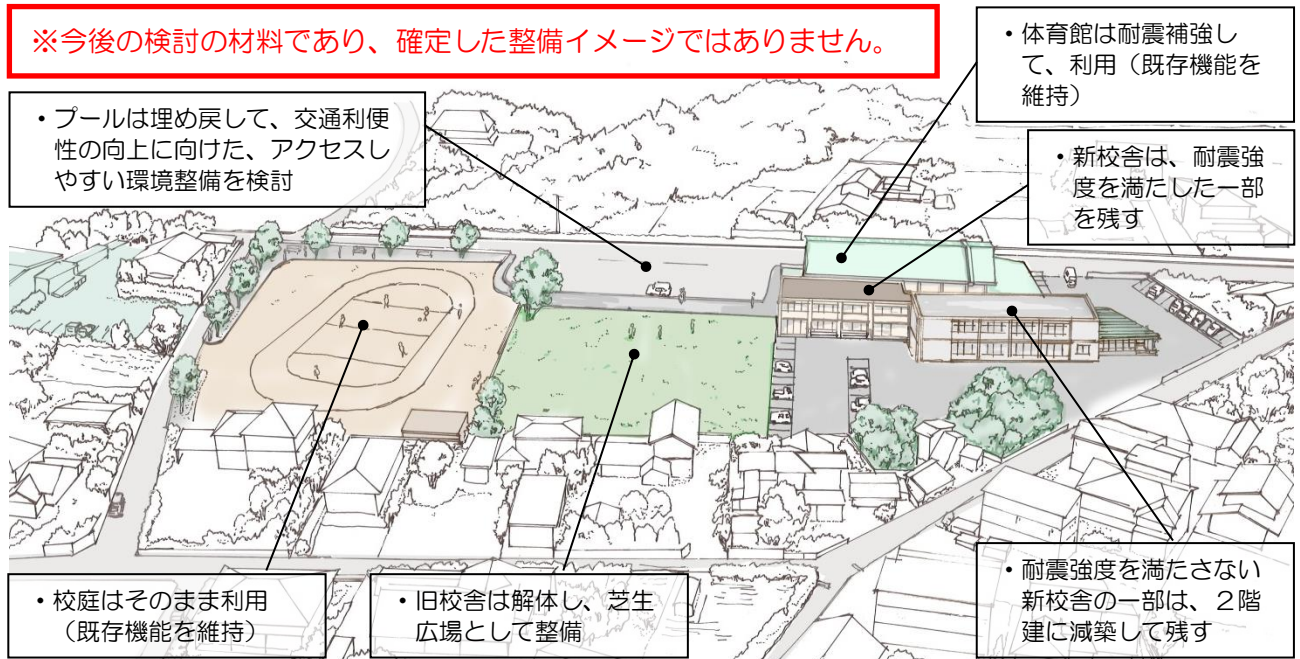 ※今後の検討の材料であり、確定した整備イメージではありません。
・体育館は耐震補強し
て、利用（既存機能を
維持）
・プールは埋め戻して、交通利便
性の向上に向けた、アクセスし
やすい環境整備を検討
・新校舎は、耐震強
度を満たした一部
を残す
・校庭はそのまま利用
（既存機能を維持）
・旧校舎は解体し、芝生
広場として整備
・耐震強度を満たさない
新校舎の一部は、２階
建に減築して残す